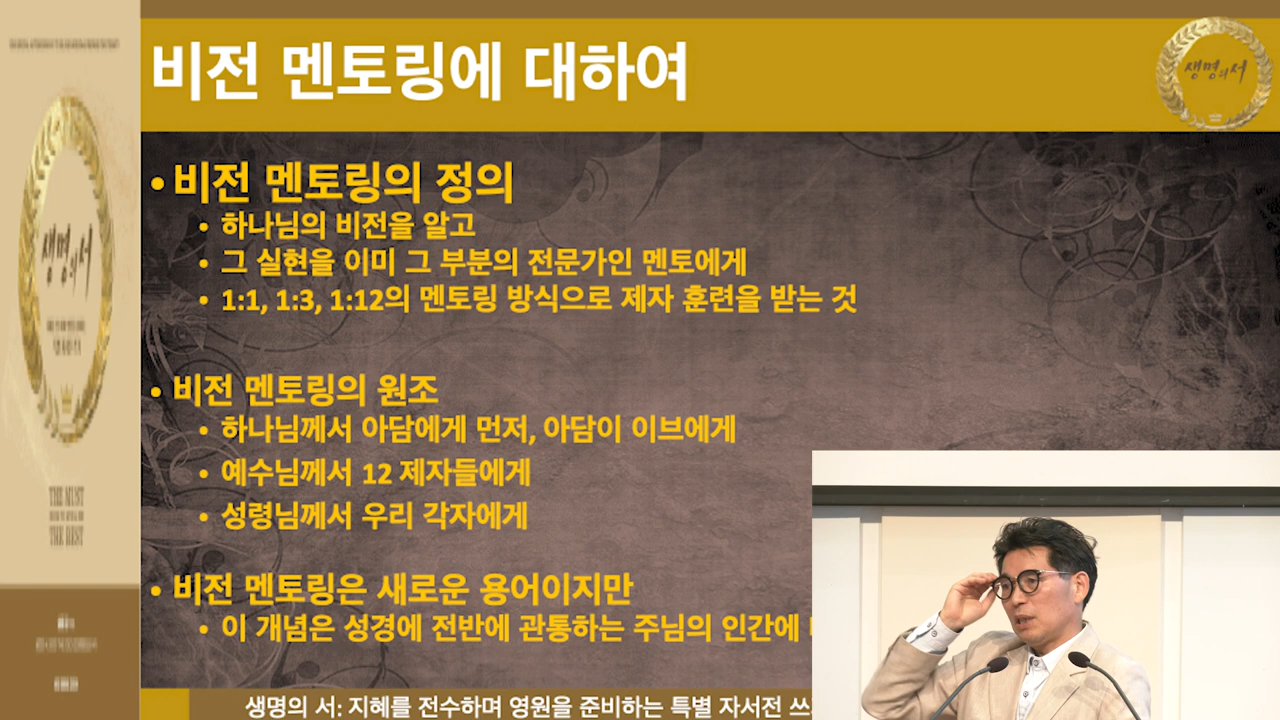 비전 멘토링에 대하여
생명의서
• 비전 멘토링의 정의
• 하나님의 비전을 알고
• 그 실현을 이미 그 부분의 전문가인 멘토에게
• 1:1, 1:3, 1:12의 멘토링 방식으로 제자 훈련을 받는 것
• 비전 멘토링의 원조
• 하나님께서 아담에게 먼저, 아담이 이브에게
• 예수님께서 12 제자들에게
• 성령님께서 우리 각자에게
• 비전 멘토링은 새로운 용어이지만
• 이 개념은 성경에 전반에 관통하는 주님의 인간에
생명의 서: 지혜를 전수하며 영원을 준비하는 특별 자서전 쓰
생명의서
THE MUST
THE BEST